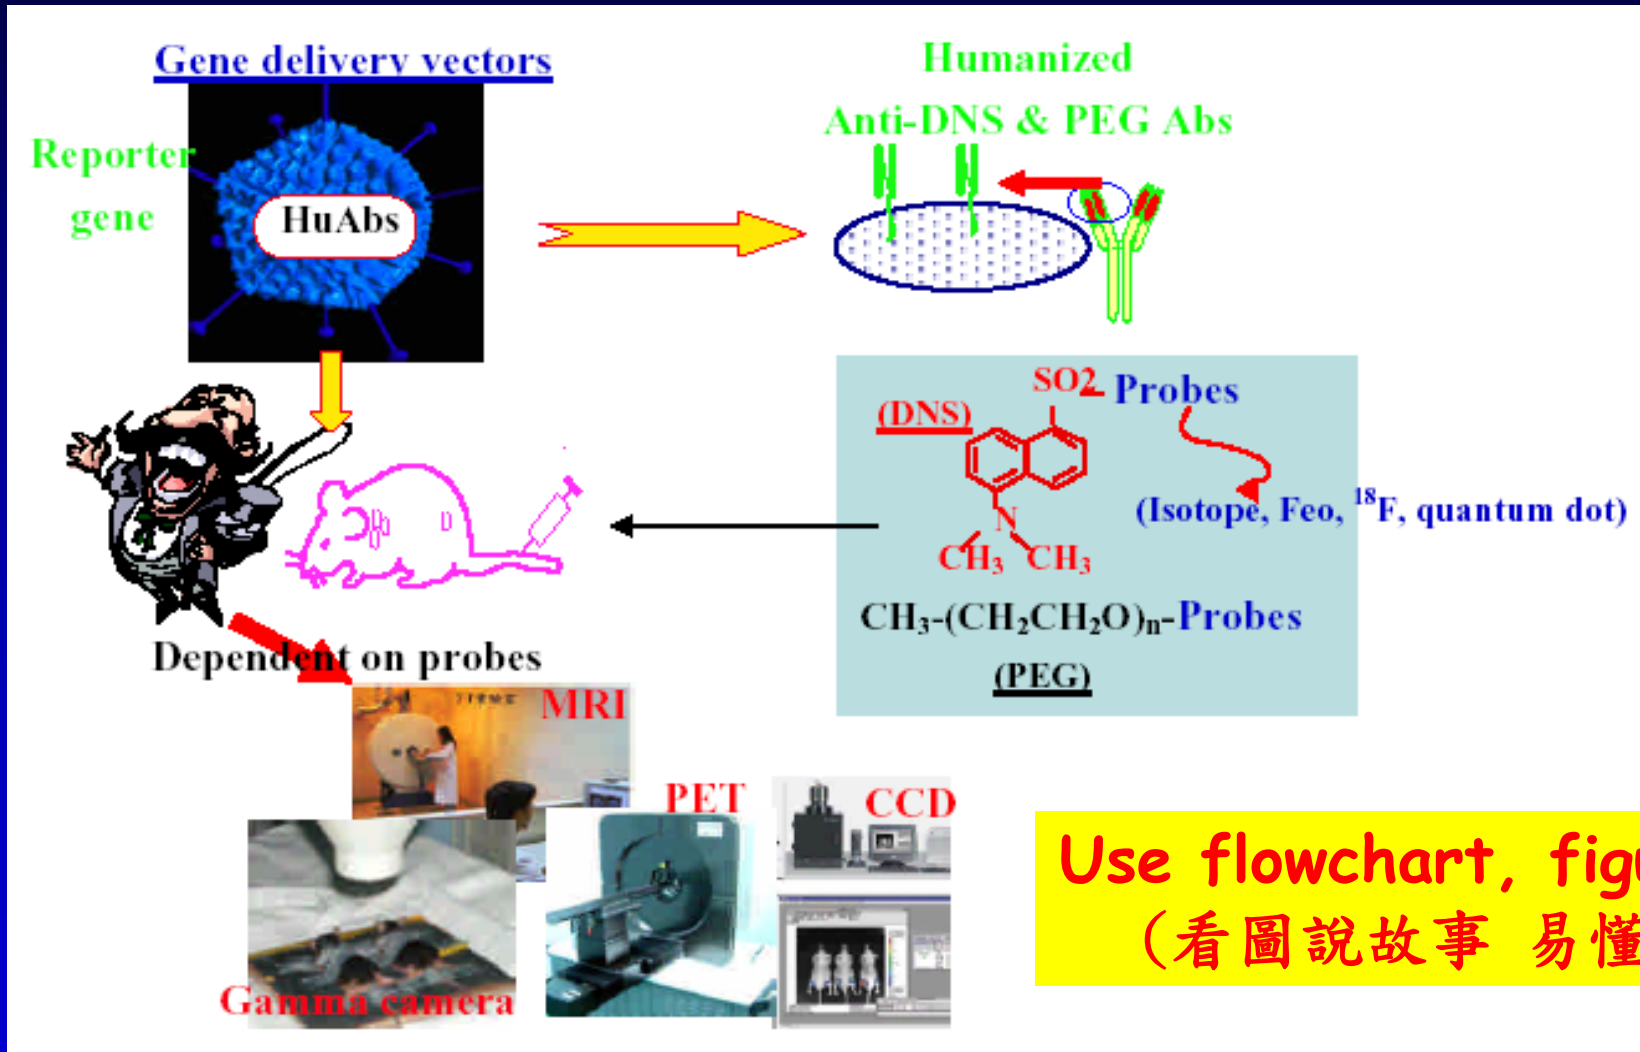 Gene delivery vectors
Reporter
gene
HuAbs
Humanized
Anti-DNS & PEG Abs
(DNS)
SO2
Probes
N
CH₃ CH₃
(Isotope, Feo, ¹⁸F, quantum dot)
CH₃-(CH₂CH₂O)ₙ-Probes
(PEG)
Dependent on probes
MRI
PET
CCD
Gamma camera
Use flowchart, figu
(看圖說故事 易懂